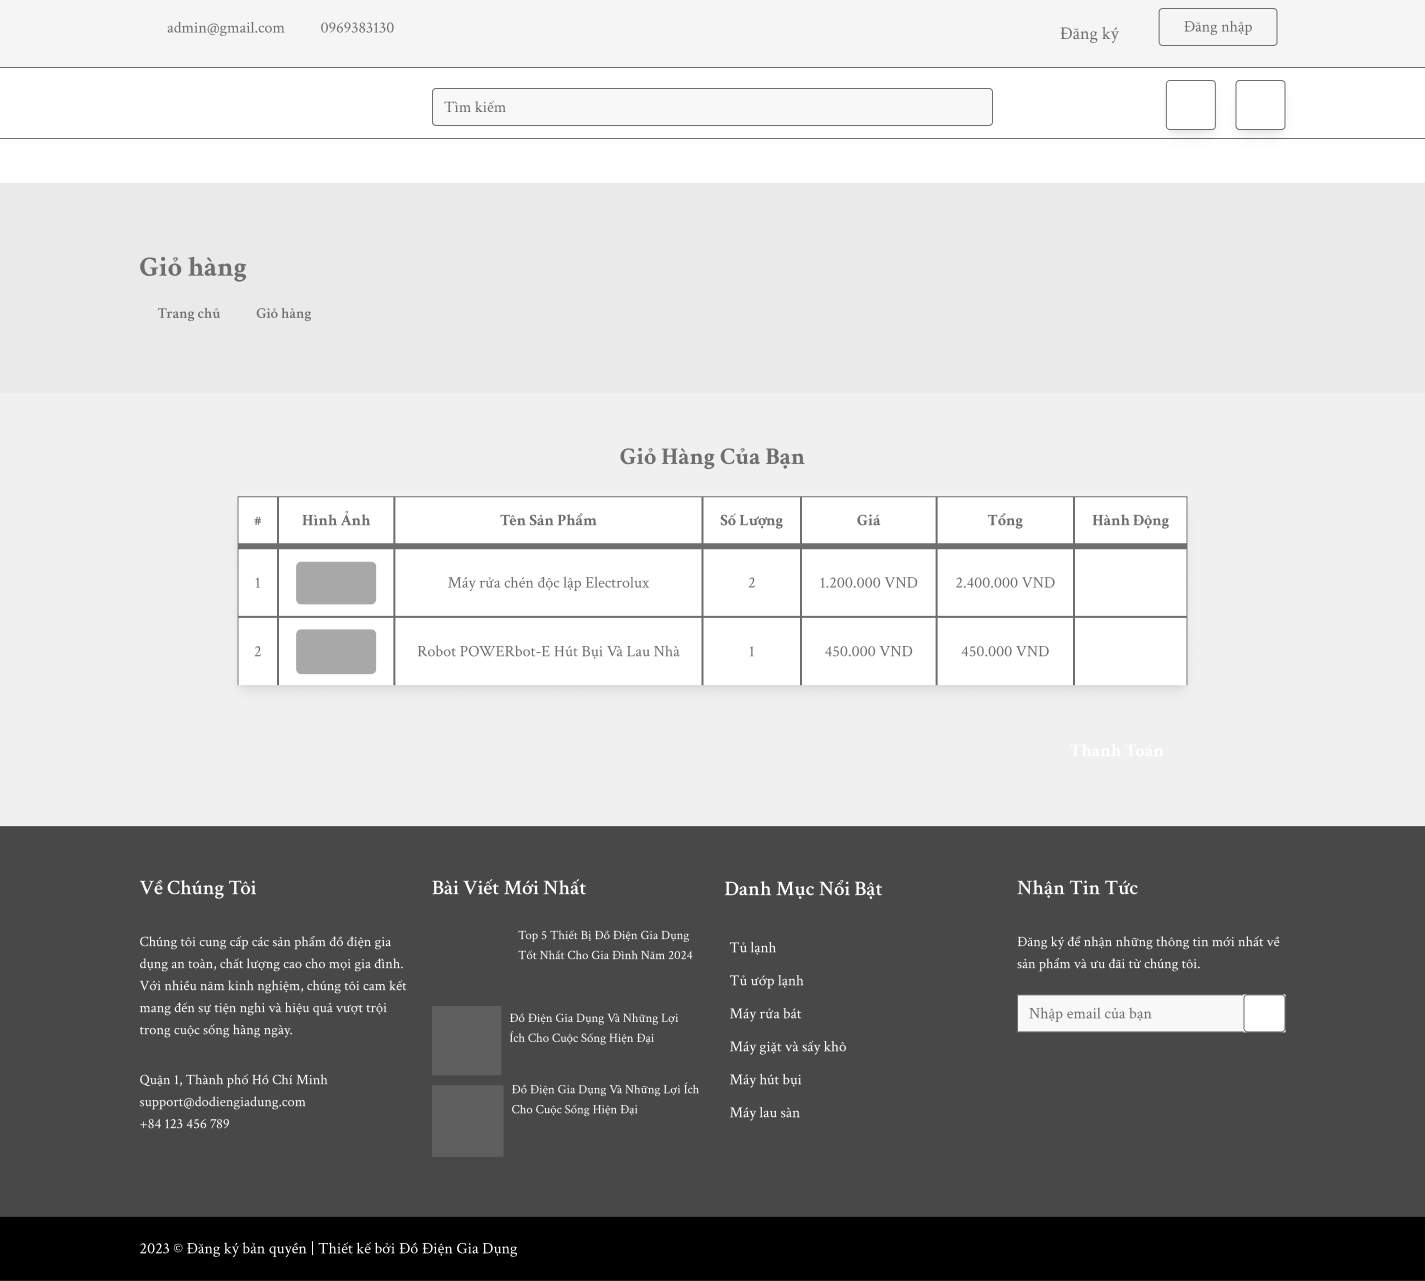 admin@gmail.com 0969383130
Đăng ký
Đăng nhập
Tìm kiếm
Giỏ hàng
Trang chủ Giỏ hàng
Giỏ Hàng Của Bạn
# Hình Ảnh Tên Sản Phẩm Số Lượng Giá Tổng Hành Động
1 Máy rửa chén độc lập Electrolux 2 1.200.000 VND 2.400.000 VND
2 Robot POWERbot-E Hút Bụi Và Lau Nhà 1 450.000 VND 450.000 VND
Thanh Toán
Về Chúng Tôi
Chúng tôi cung cấp các sản phẩm đồ điện gia
dụng an toàn, chất lượng cao cho mọi gia đình.
Với nhiều năm kinh nghiệm, chúng tôi cam kết
mang đến sự tiện nghi và hiệu quả vượt trội
trong cuộc sống hàng ngày.
Quận 1, Thành phố Hồ Chí Minh
support@dodiengiadung.com
+84 123 456 789
Bài Viết Mới Nhất
Top 5 Thiết Bị Đồ Điện Gia Dụng
Tốt Nhất Cho Gia Đình Năm 2024
Đồ Điện Gia Dụng Và Những Lợi
Ích Cho Cuộc Sống Hiện Đại
Đồ Điện Gia Dụng Và Những Lợi Ích
Cho Cuộc Sống Hiện Đại
Danh Mục Nổi Bật
Tủ lạnh
Tủ ướp lạnh
Máy rửa bát
Máy giặt và sấy khô
Máy hút bụi
Máy lau sàn
Nhận Tin Tức
Đăng ký để nhận những thông tin mới nhất về
sản phẩm và ưu đãi từ chúng tôi.
Nhập email của bạn
2023 © Đăng ký bản quyền | Thiết kế bởi Đồ Điện Gia Dụng